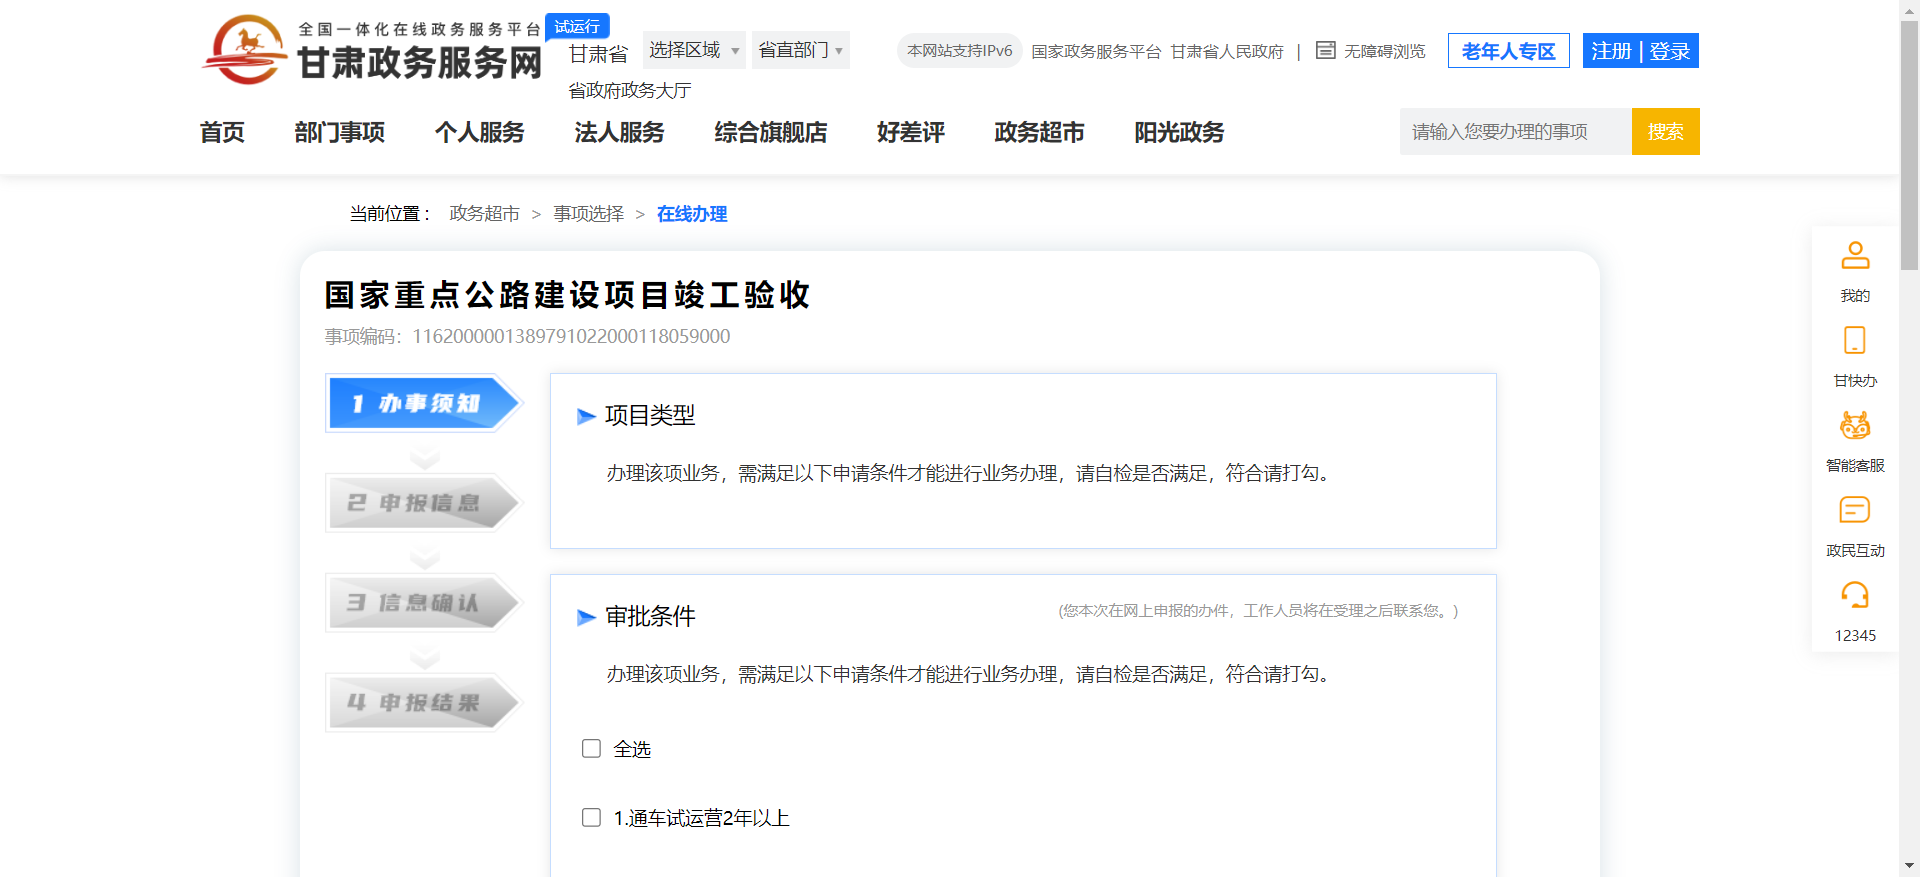 全国一体化在线政务服务平台
甘肃政务服务网
试运行
甘肃省
选择区域
省直部门
省政府政务大厅
本网站支持IPv6
国家政务服务平台
甘肃省人民政府
|
无障碍浏览
老年人专区
注册 | 登录
首页
部门事项
个人服务
法人服务
综合旗舰店
好差评
政务超市
阳光政务
请输入您要办理的事项
搜索
当前位置： 政务超市 > 事项选择 > 在线办理
国家重点公路建设项目竣工验收
事项编码：11620000013897910220001180­59000
1 办事须知
2 申报信息
3 信息确认
4 申报结果
项目类型
办理该项业务，需满足以下申请条件才能进行业务办理，请自检是否满足，符合请打勾。
审批条件
(您本次在网上申报的办件，工作人员将在受理之后联系您。)
办理该项业务，需满足以下申请条件才能进行业务办理，请自检是否满足，符合请打勾。
全选
1.通车试运营2年以上
我的
甘快办
智能客服
政民互动
12345